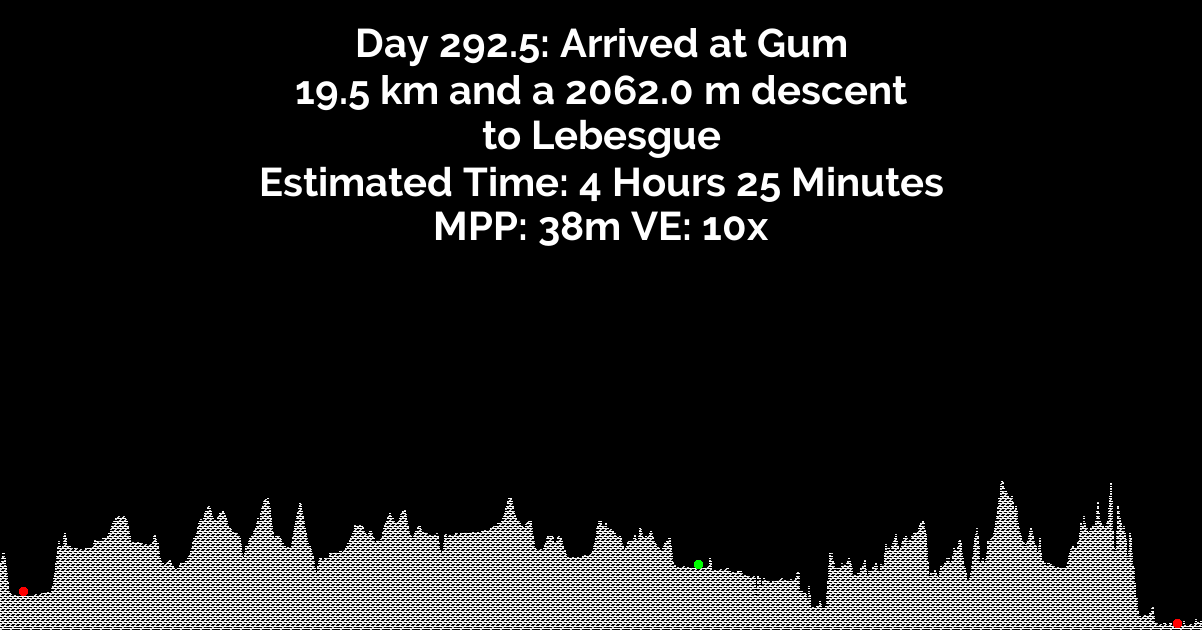 Day 292.5: Arrived at Gum
19.5 km and a 2062.0 m descent
to Lebesgue
Estimated Time: 4 Hours 25 Minutes
MPP: 38m VE: 10x